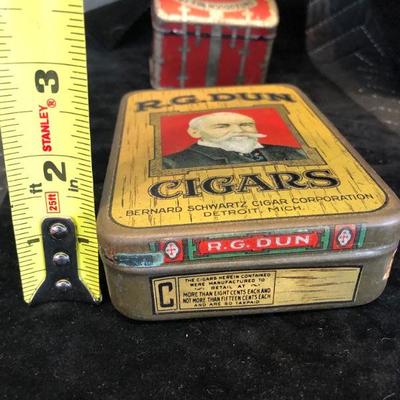 3
STANLEY®
2
ft
in.
25ft
1
1
R.G. DUN
CIGARS
BERNARD SCHWARTZ CIGAR CORPORATION
DETROIT, MICH.
R.G. DUN
C
THE CIGARS HEREIN CONTAINED
WERE MANUFACTURED TO
RETAIL AT
MORE THAN EIGHT CENTS EACH AND
NOT MORE THAN FIFTEEN CENTS EACH
AND ARE SO TAXPAID